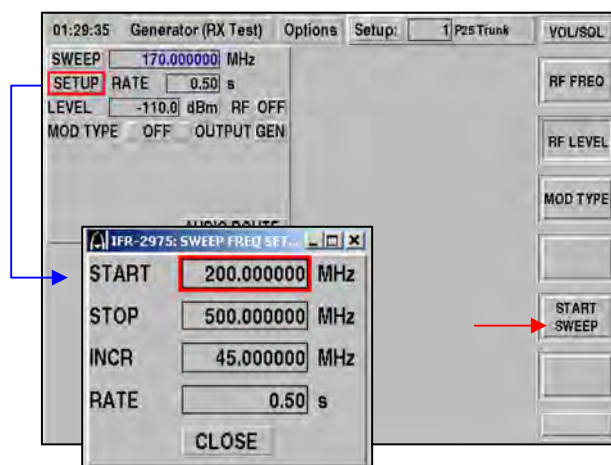 01:29:35 Generator (RX Test) Options Setup: 1 P25 Trunk VOL/SQL
SWEEP 170.000000 MHz
SETUP RATE 0.50 s RF FREQ
LEVEL -110.0 dBm RF OFF
MOD TYPE OFF OUTPUT GEN RF LEVEL
MOD TYPE
AUDIO ROUTE
IFR-2975: SWEEP FREQ SET...
START 200.000000 MHz
STOP 500.000000 MHz
START SWEEP
INCR 45.000000 MHz
RATE 0.50 s
CLOSE